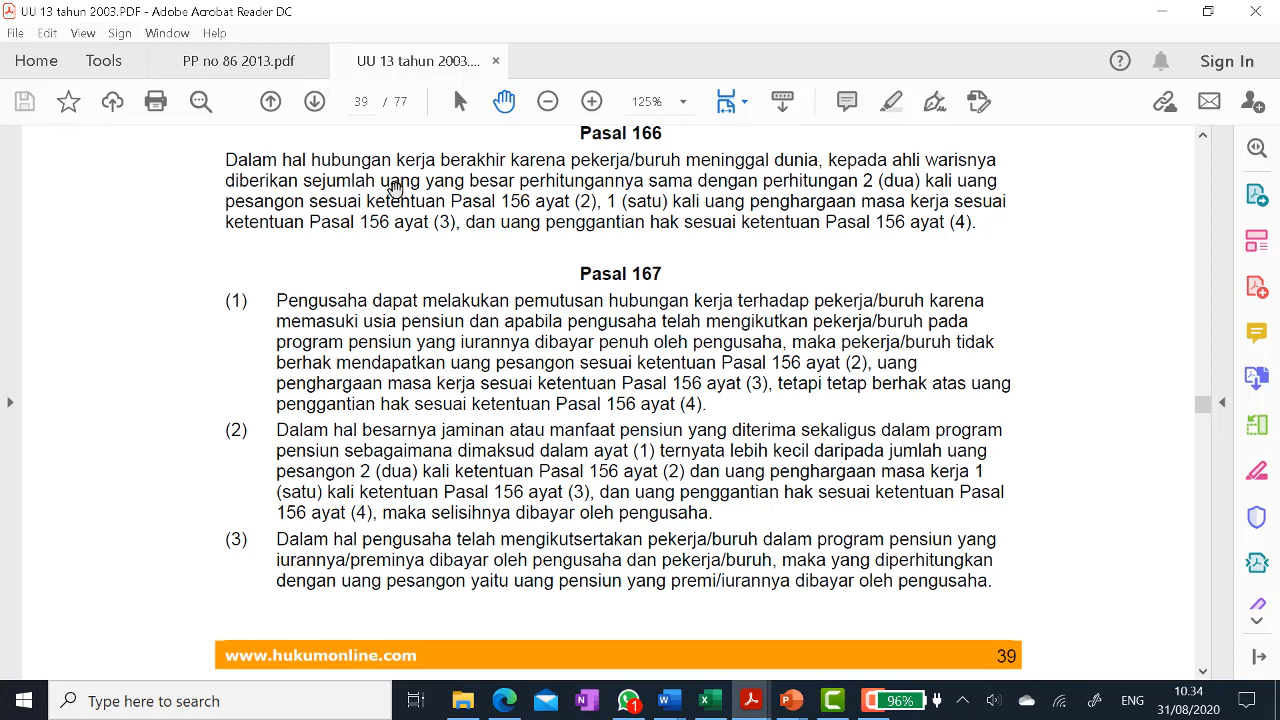 UU 13 tahun 2003.PDF - Adobe Acrobat Reader DC
File Edit View Sign Window Help
Home Tools PP no 86 2013.pdf UU 13 tahun 2003.... × Sign In
39 / 77 125%
Pasal 166
Dalam hal hubungan kerja berakhir karena pekerja/buruh meninggal dunia, kepada ahli warisnya
diberikan sejumlah uang yang besar perhitungannya sama dengan perhitungan 2 (dua) kali uang
pesangon sesuai ketentuan Pasal 156 ayat (2), 1 (satu) kali uang penghargaan masa kerja sesuai
ketentuan Pasal 156 ayat (3), dan uang penggantian hak sesuai ketentuan Pasal 156 ayat (4).
Pasal 167
(1) Pengusaha dapat melakukan pemutusan hubungan kerja terhadap pekerja/buruh karena
memasuki usia pensiun dan apabila pengusaha telah mengikutkan pekerja/buruh pada
program pensiun yang iurannya dibayar penuh oleh pengusaha, maka pekerja/buruh tidak
berhak mendapatkan uang pesangon sesuai ketentuan Pasal 156 ayat (2), uang
penghargaan masa kerja sesuai ketentuan Pasal 156 ayat (3), tetapi tetap berhak atas uang
penggantian hak sesuai ketentuan Pasal 156 ayat (4).
(2) Dalam hal besarnya jaminan atau manfaat pensiun yang diterima sekaligus dalam program
pensiun sebagaimana dimaksud dalam ayat (1) ternyata lebih kecil daripada jumlah uang
pesangon 2 (dua) kali ketentuan Pasal 156 ayat (2) dan uang penghargaan masa kerja 1
(satu) kali ketentuan Pasal 156 ayat (3), dan uang penggantian hak sesuai ketentuan Pasal
156 ayat (4), maka selisihnya dibayar oleh pengusaha.
(3) Dalam hal pengusaha telah mengikutsertakan pekerja/buruh dalam program pensiun yang
iurannya/preminya dibayar oleh pengusaha dan pekerja/buruh, maka yang diperhitungkan
dengan uang pesangon yaitu uang pensiun yang premi/iurannya dibayar oleh pengusaha.
www.hukumonline.com 39
Type here to search 1 96% ENG 10.34
31/08/2020